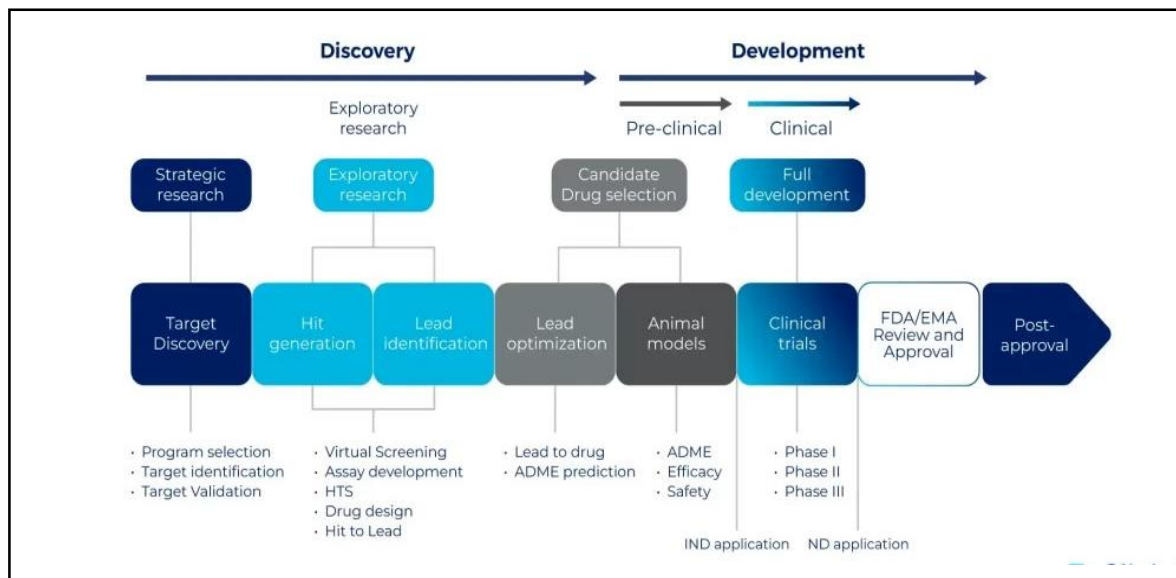 Discovery
Development
Exploratory
research
Pre-clinical
Clinical
Strategic
research
Exploratory
research
Candidate
Drug selection
Full
development
Target
Discovery
Hit
generation
Lead
identification
Lead
optimization
Animal
models
Clinical
trials
FDA/EMA
Review and
Approval
Post-
approval
· Program selection
· Target identification
· Target Validation
· Virtual Screening
· Assay development
· HTS
· Drug design
· Hit to Lead
· Lead to drug
· ADME prediction
· ADME
· Efficacy
· Safety
· Phase I
· Phase II
· Phase III
IND application
ND application